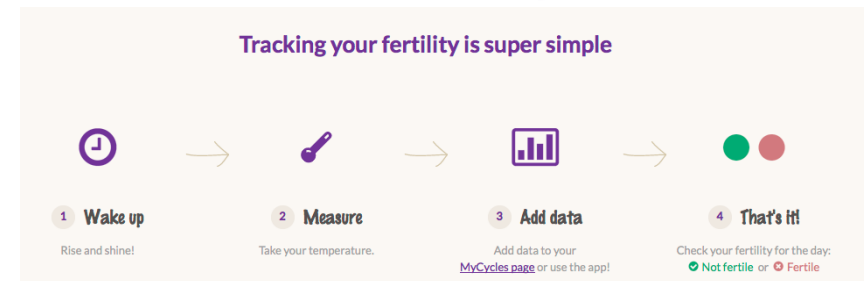 Tracking your fertility is super simple
1 Wake up
Rise and shine!
2 Measure
Take your temperature.
3 Add data
Add data to your
MyCycles page or use the app!
4 That's it!
Check your fertility for the day:
Not fertile or Fertile